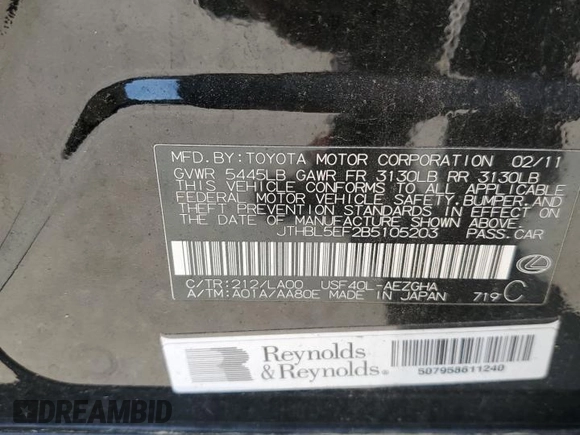 MFD.BY:TOYOTA MOTOR CORPORATION 02/11
GVWR 5445LB GAWR FR 3130LB RR 3130LB
THIS VEHICLE CONFORMS TO ALL APPLICABLE
FEDERAL MOTOR VEHICLE SAFETY,BUMPER,AND
THEFT PREVENTION STANDARDS IN EFFECT ON
THE DATE OF MANUFACTURE SHOWN ABOVE.
JTHBL5EF2B5105203 PASS.CAR
C/TR:212/LA00 USF40L-AEZGHA
A/TM:A01A/AA80E MADE IN JAPAN 719 C
Reynolds
&Reynolds®
507958611240
DREAMBID